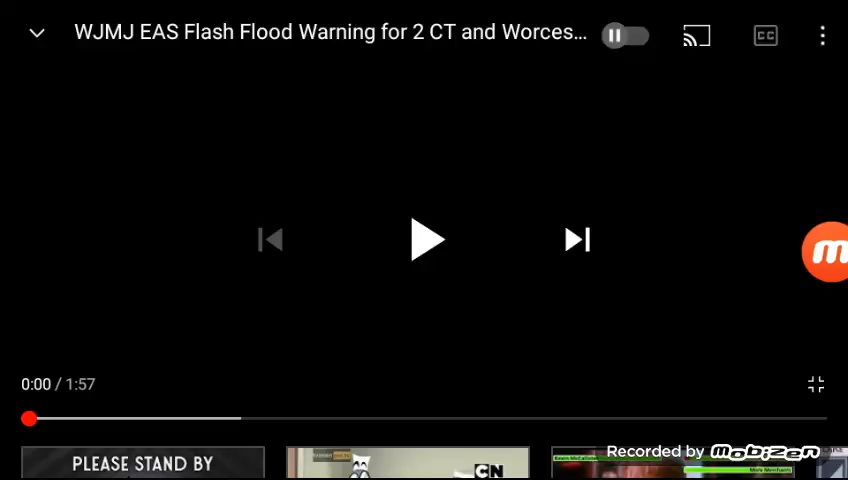 WJMJ EAS Flash Flood Warning for 2 CT and Worces...
CC
0:00 / 1:57
PLEASE STAND BY
CN
Recorded by Mobizen